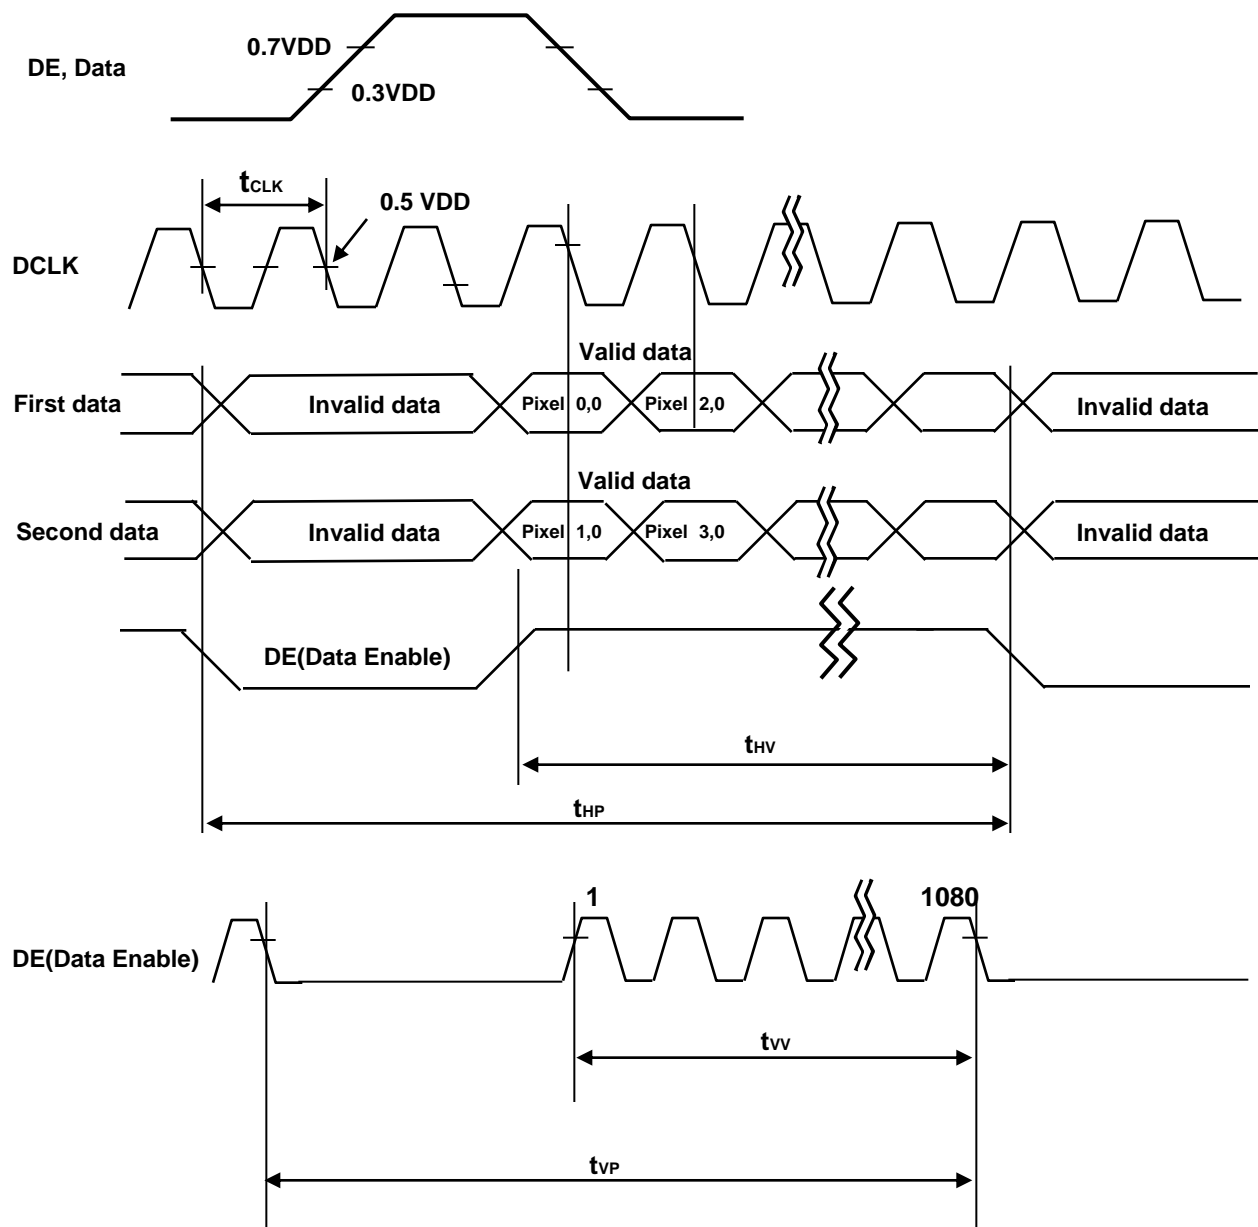 0.7VDD
DE, Data
0.3VDD
tCLK
0.5 VDD
DCLK
Valid data
First data
Invalid data
Pixel 0,0
Pixel 2,0
Invalid data
Valid data
Second data
Invalid data
Pixel 1,0
Pixel 3,0
Invalid data
DE(Data Enable)
tHV
tHP
1
1080
DE(Data Enable)
tVV
tVP